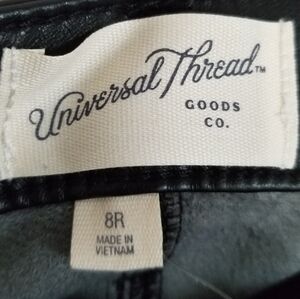 Universal Thread™
GOODS
CO.
8R
MADE IN
VIETNAM